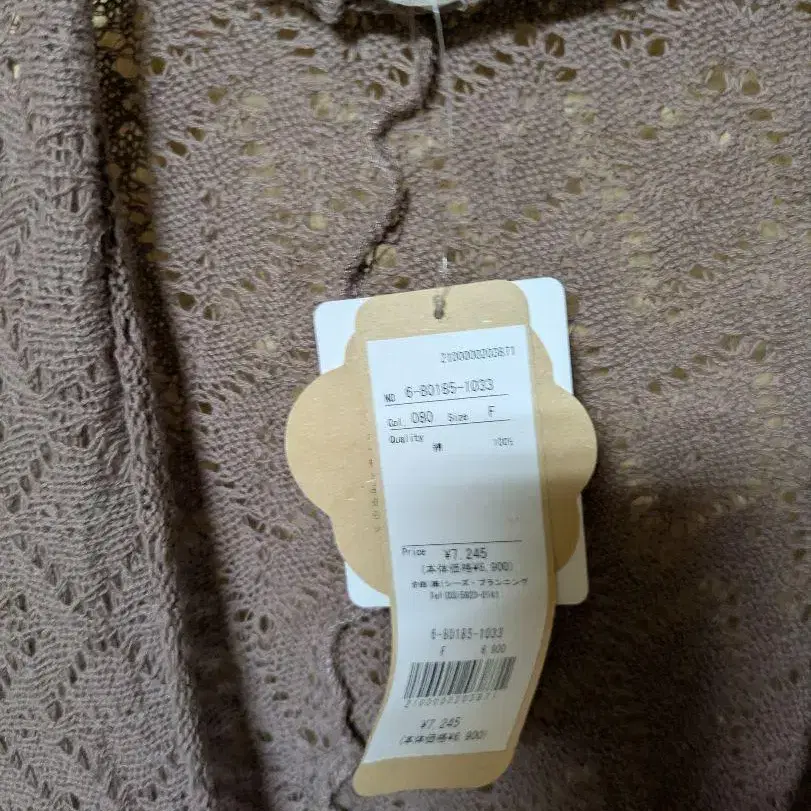 2100000203871
NO 6-80185-1033
Col. 080 Size F
Quality
綿 100%
Price ¥7,245
(本体価格¥6,900)
企画(株)シーズ・プランニング
6-80185-1033
F 6,900
2100000203871
¥7,245
(本体価格¥6,900)